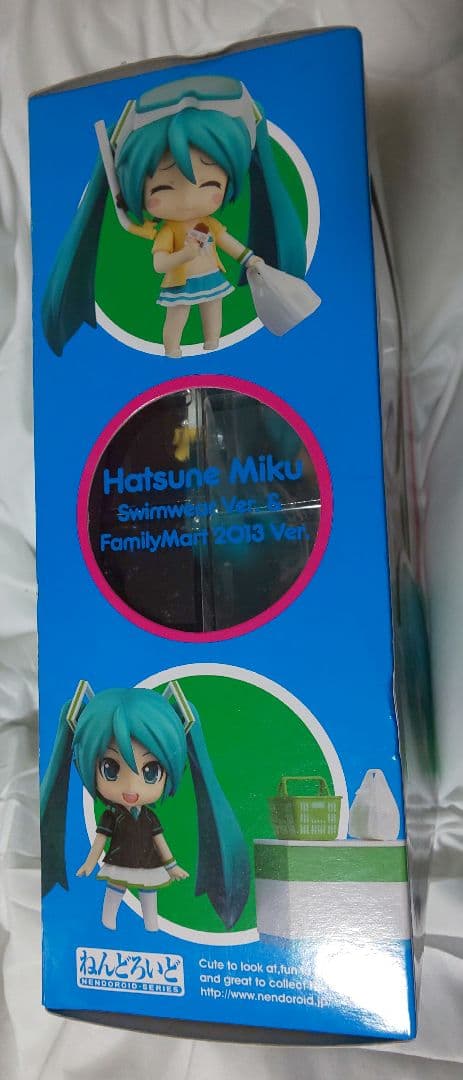 Hatsune Miku
Swimwear Ver. &
FamilyMart 2013 Ver.
ねんどろいど
NENDOROID-SERIES
Cute to look at,fun
and great to collect
http://www.nendoroid.jp